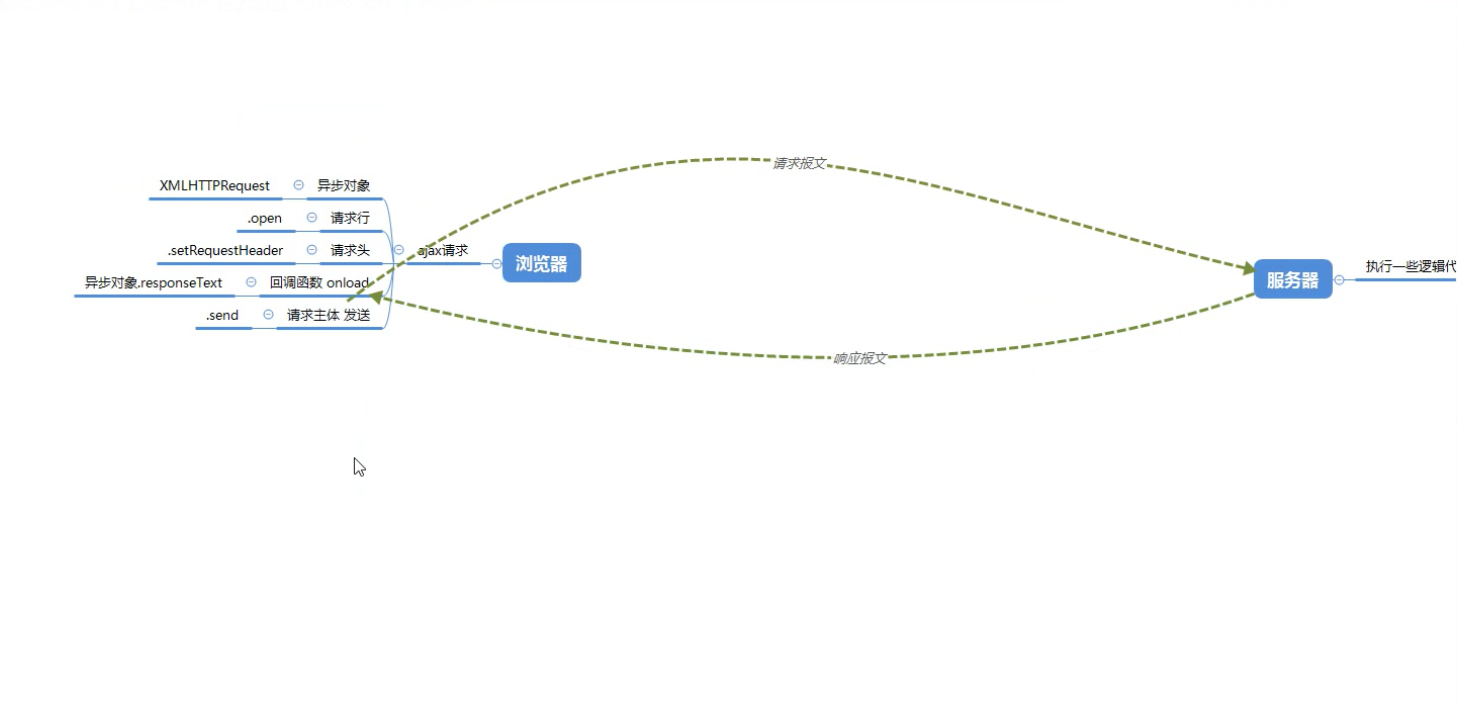 请求报文
XMLHTTPRequest 异步对象
.open 请求行
.setRequestHeader 请求头 ajax请求 浏览器
异步对象.responseText 回调函数 onload
.send 请求主体 发送
服务器 执行一些逻辑代
响应报文